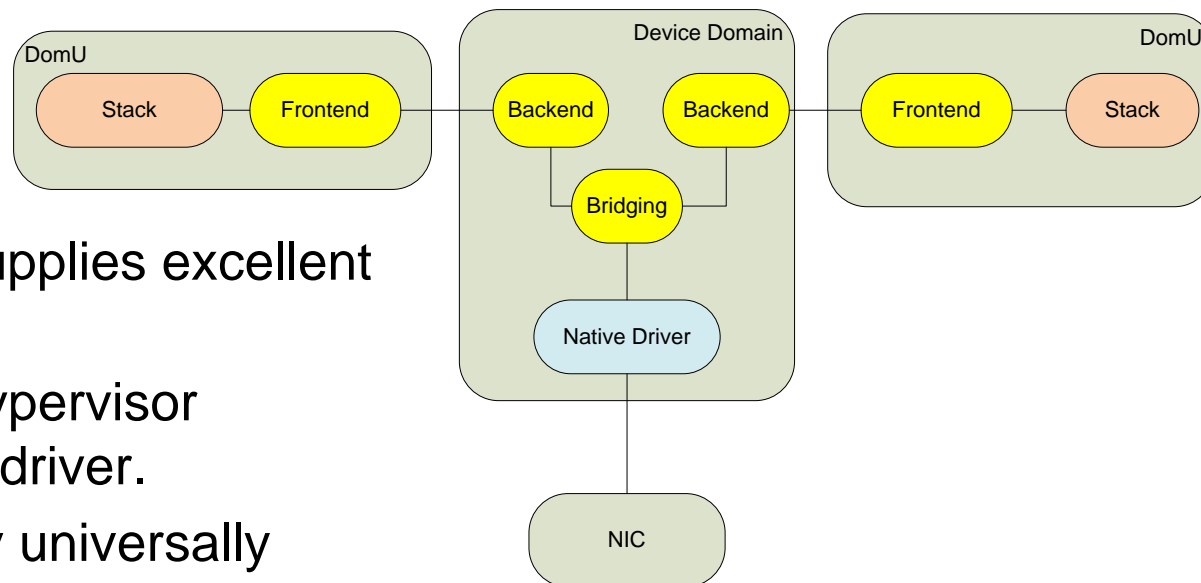 DomU
Device Domain
DomU
Stack
Frontend
Backend
Backend
Frontend
Stack
Bridging
Native Driver
NIC
upplies excellent
ypervisor
driver.
universally